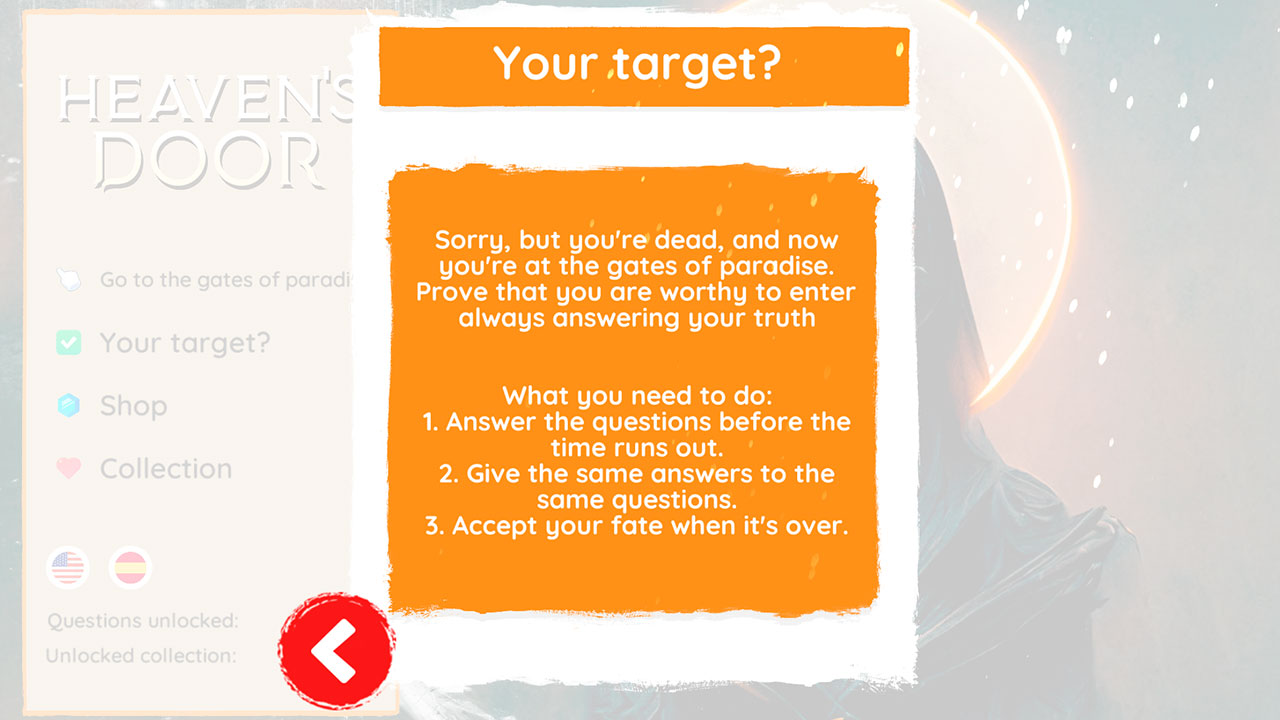 Your target?
Sorry, but you're dead, and now
you're at the gates of paradise.
Prove that you are worthy to enter
always answering your truth
What you need to do:
1. Answer the questions before the
time runs out.
2. Give the same answers to the
same questions.
3. Accept your fate when it's over.
HEAVEN'S
DOOR
Go to the gates of
Your target?
Shop
Collection
Questions unlocked:
Unlocked collection: